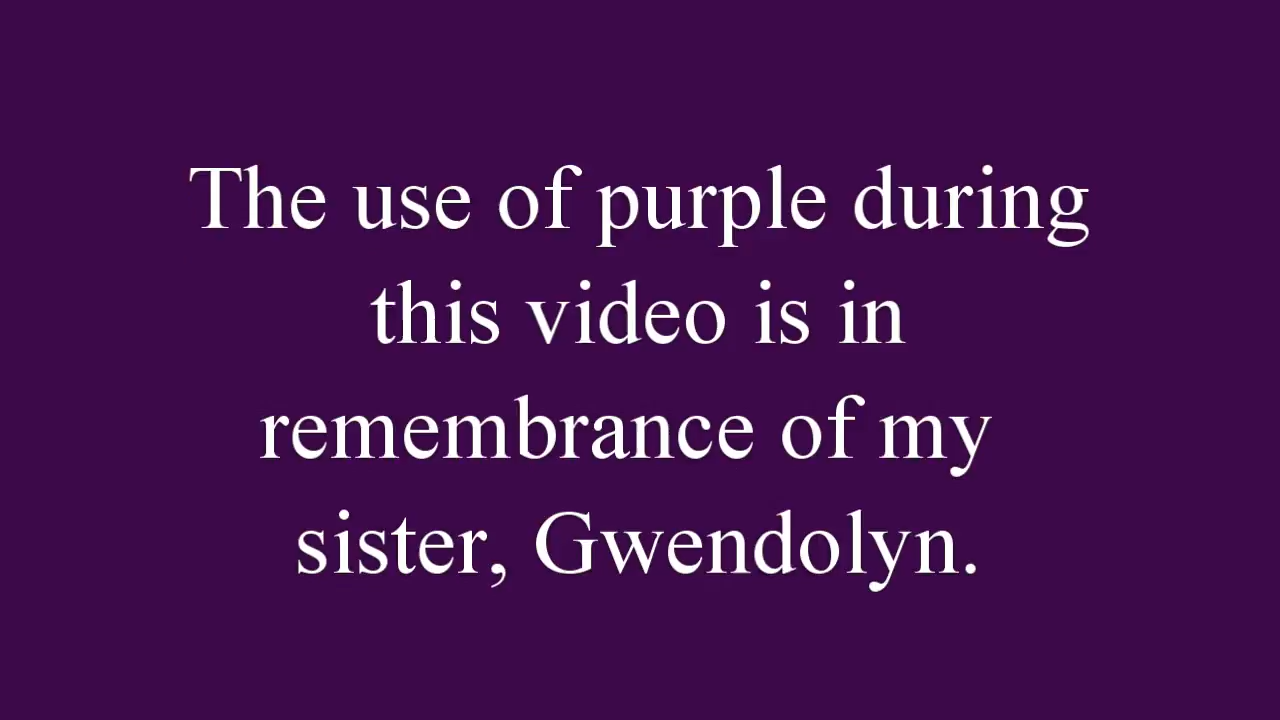 The use of purple during
this video is in
remembrance of my
sister, Gwendolyn.